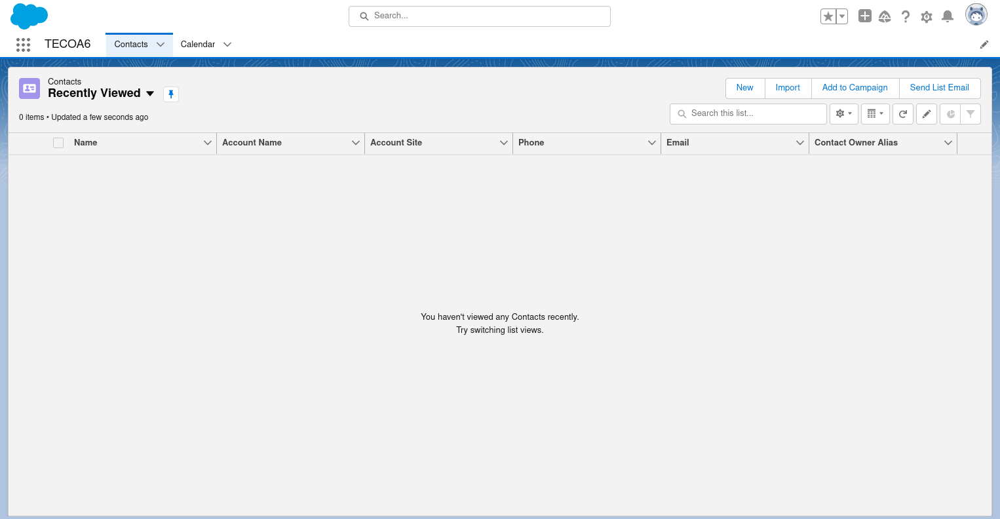 Search...
TECOA6
Contacts
Calendar
Contacts
Recently Viewed
New
Import
Add to Campaign
Send List Email
0 items • Updated a few seconds ago
Search this list...
Name
Account Name
Account Site
Phone
Email
Contact Owner Alias
You haven't viewed any Contacts recently.
Try switching list views.